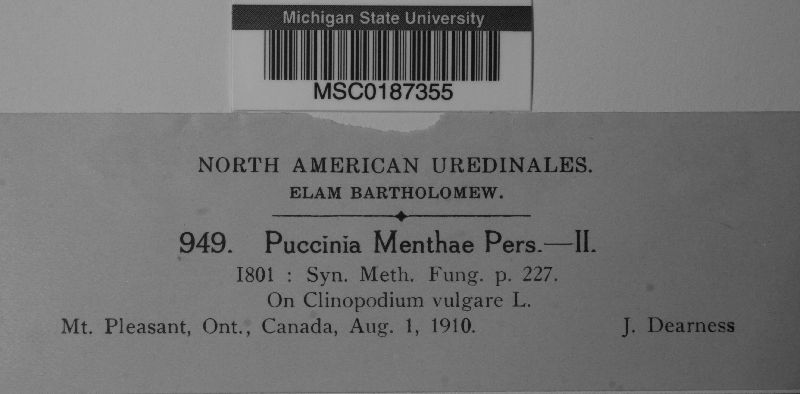 Michigan State University
MSC0187355
NORTH AMERICAN UREDINALES.
ELAM BARTHOLOMEW.
949. Puccinia Menthae Pers.—II.
1801 : Syn. Meth. Fung. p. 227.
On Clinopodium vulgare L.
Mt. Pleasant, Ont., Canada, Aug. 1, 1910. J. Dearness